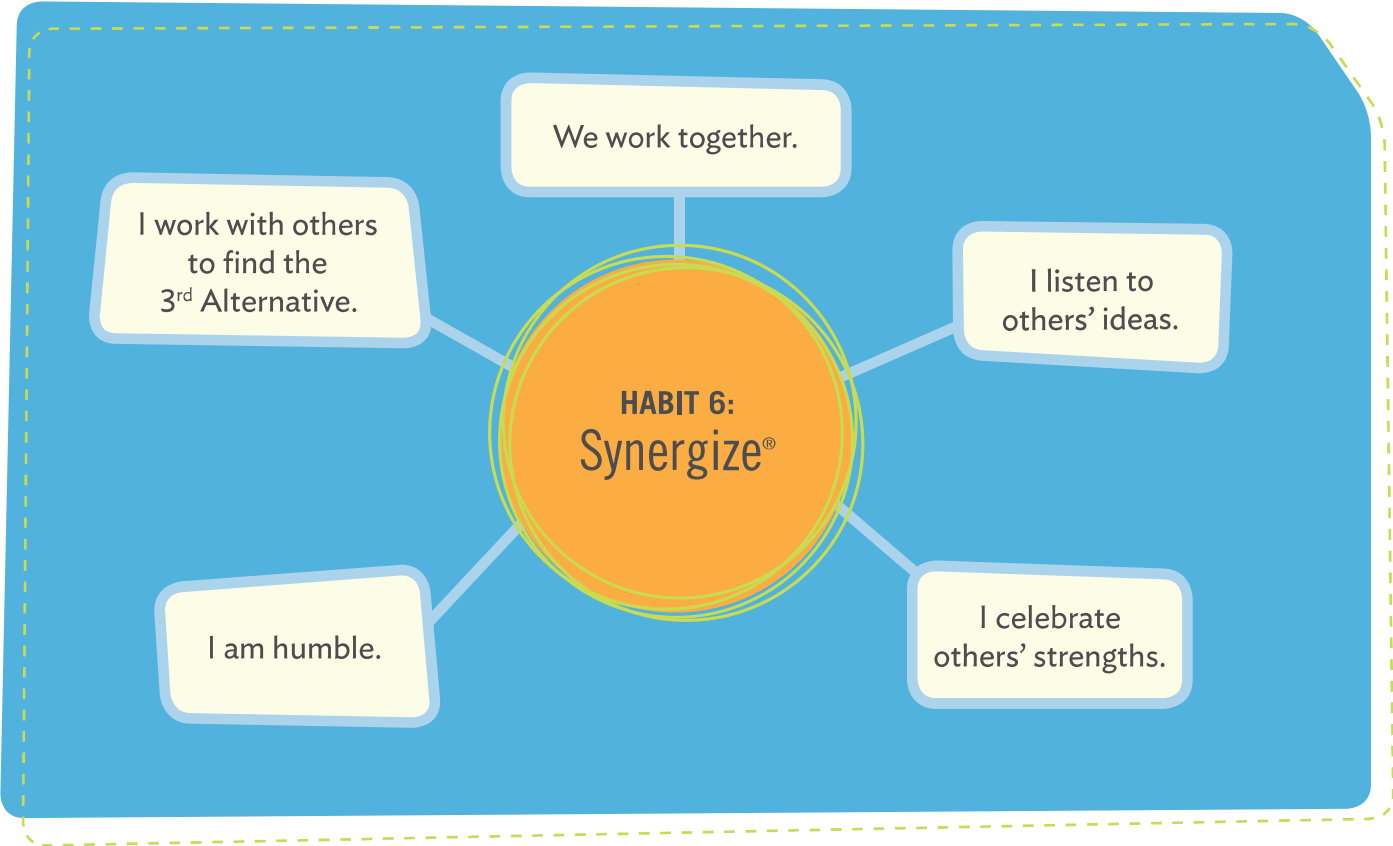 We work together.
I work with others
to find the
3rd Alternative.
I listen to
others’ ideas.
HABIT 6:
Synergize®
I am humble.
I celebrate
others’ strengths.